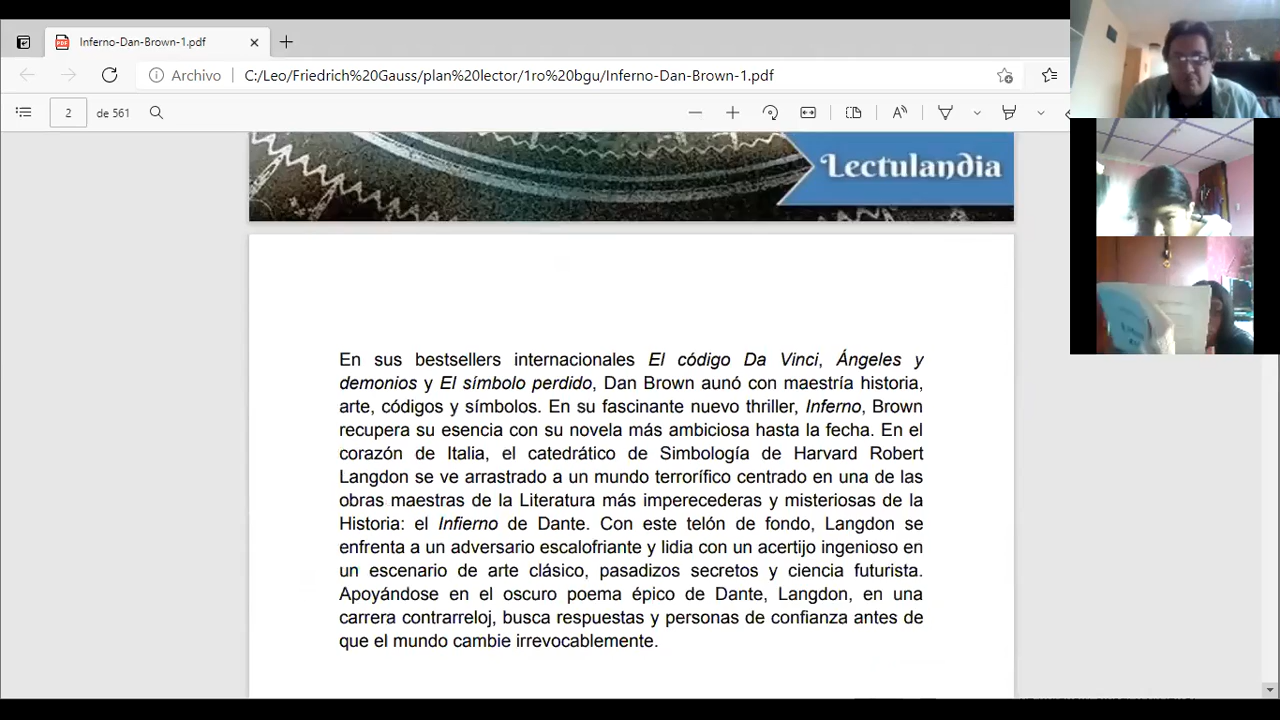 Inferno-Dan-Brown-1.pdf
PDF
Archivo
C:/Leo/Friedrich%20Gauss/plan%20lector/1ro%20bgu/Inferno-Dan-Brown-1.pdf
2
de 561
Lectulandia
En sus bestsellers internacionales El código Da Vinci, Ángeles y
demonios y El símbolo perdido, Dan Brown aunó con maestría historia,
arte, códigos y símbolos. En su fascinante nuevo thriller, Inferno, Brown
recupera su esencia con su novela más ambiciosa hasta la fecha. En el
corazón de Italia, el catedrático de Simbología de Harvard Robert
Langdon se ve arrastrado a un mundo terrorífico centrado en una de las
obras maestras de la Literatura más imperecederas y misteriosas de la
Historia: el Infierno de Dante. Con este telón de fondo, Langdon se
enfrenta a un adversario escalofriante y lidia con un acertijo ingenioso en
un escenario de arte clásico, pasadizos secretos y ciencia futurista.
Apoyándose en el oscuro poema épico de Dante, Langdon, en una
carrera contrarreloj, busca respuestas y personas de confianza antes de
que el mundo cambie irrevocablemente.